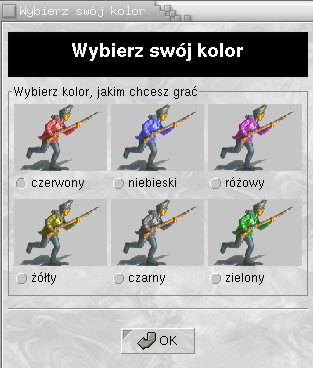 Wybierz swój kolor
Wybierz swój kolor
Wybierz kolor, jakim chcesz grać
czerwony niebieski różowy
żółty czarny zielony
OK